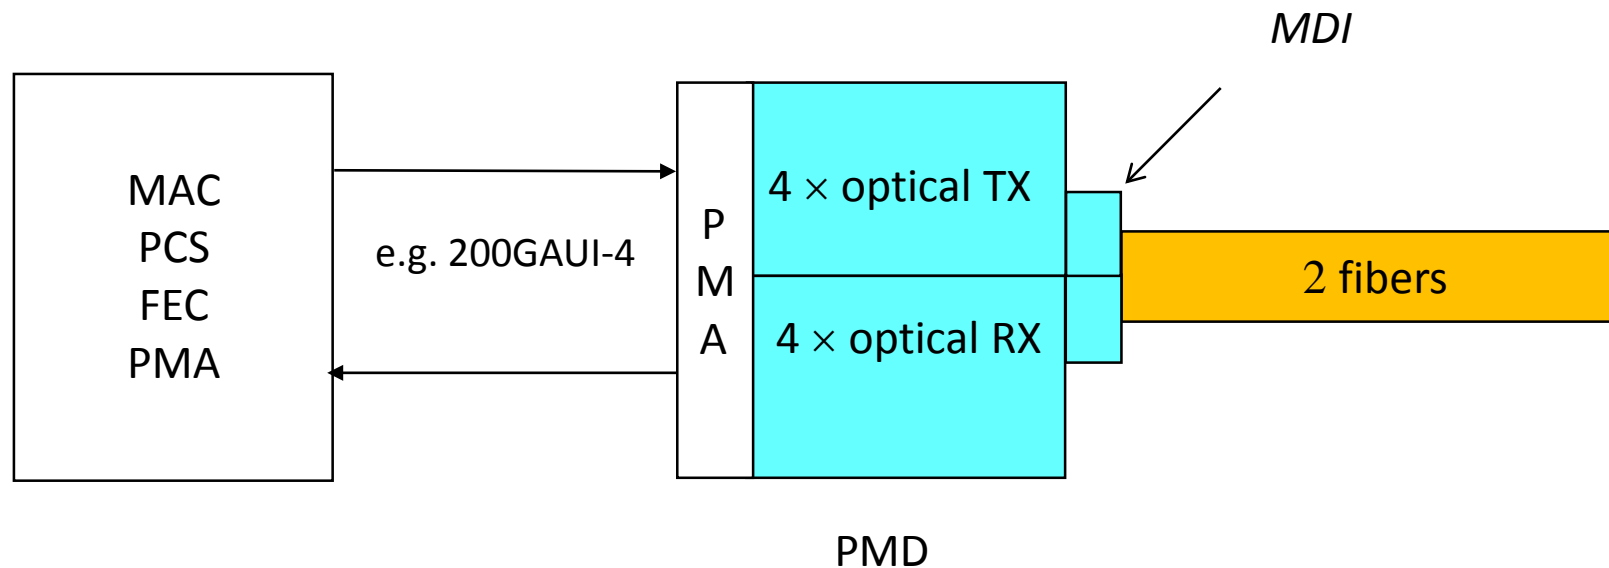 MDI
MAC
PCS
FEC
PMA
e.g. 200GAUI-4
P
M
A
4 × optical TX
4 × optical RX
2 fibers
PMD